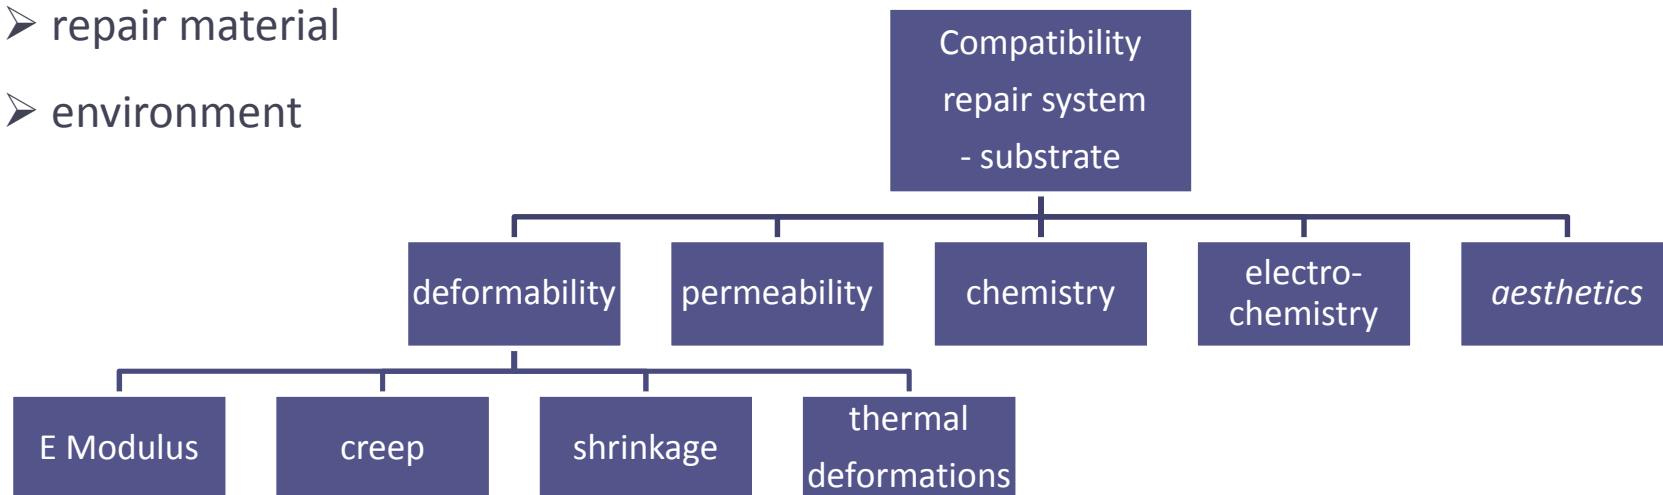 ➢ repair material
➢ environment
Compatibility
repair system
- substrate
deformability
permeability
chemistry
electro-
chemistry
aesthetics
E Modulus
creep
shrinkage
thermal
deformations